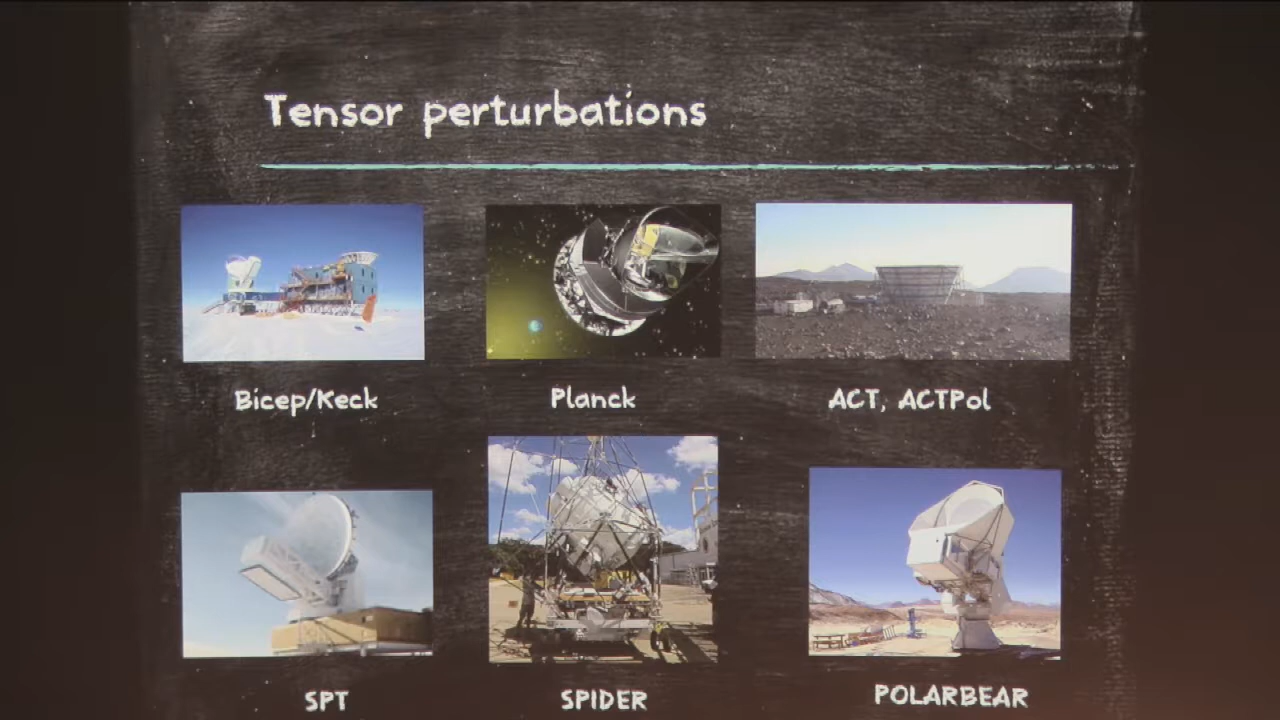 Tensor perturbations
Bicep/Keck
Planck
ACT, ACTPol
SPT
SPIDER
POLARBEAR